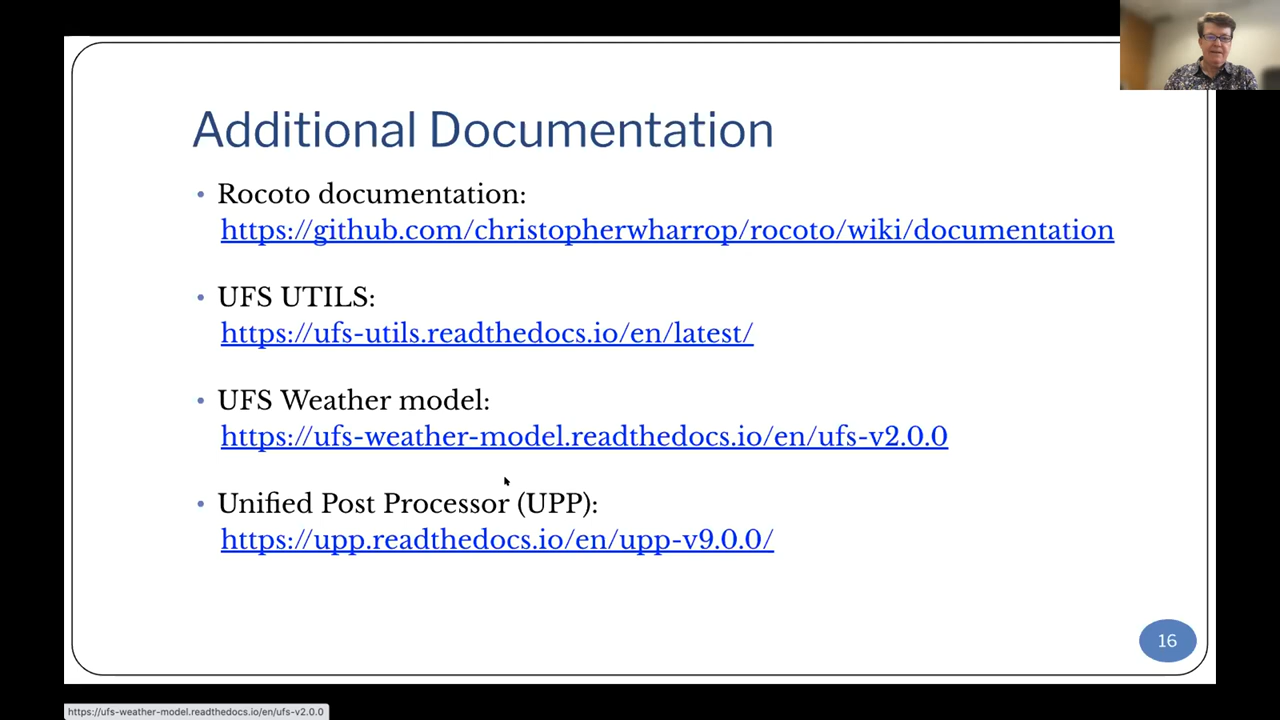 Additional Documentation
• Rocoto documentation:
https://github.com/christopherwharrop/rocoto/wiki/documentation
• UFS UTILS:
https://ufs-utils.readthedocs.io/en/latest/
• UFS Weather model:
https://ufs-weather-model.readthedocs.io/en/ufs-v2.0.0
• Unified Post Processor (UPP):
https://upp.readthedocs.io/en/upp-v9.0.0/
16
https://ufs-weather-model.readthedocs.io/en/ufs-v2.0.0